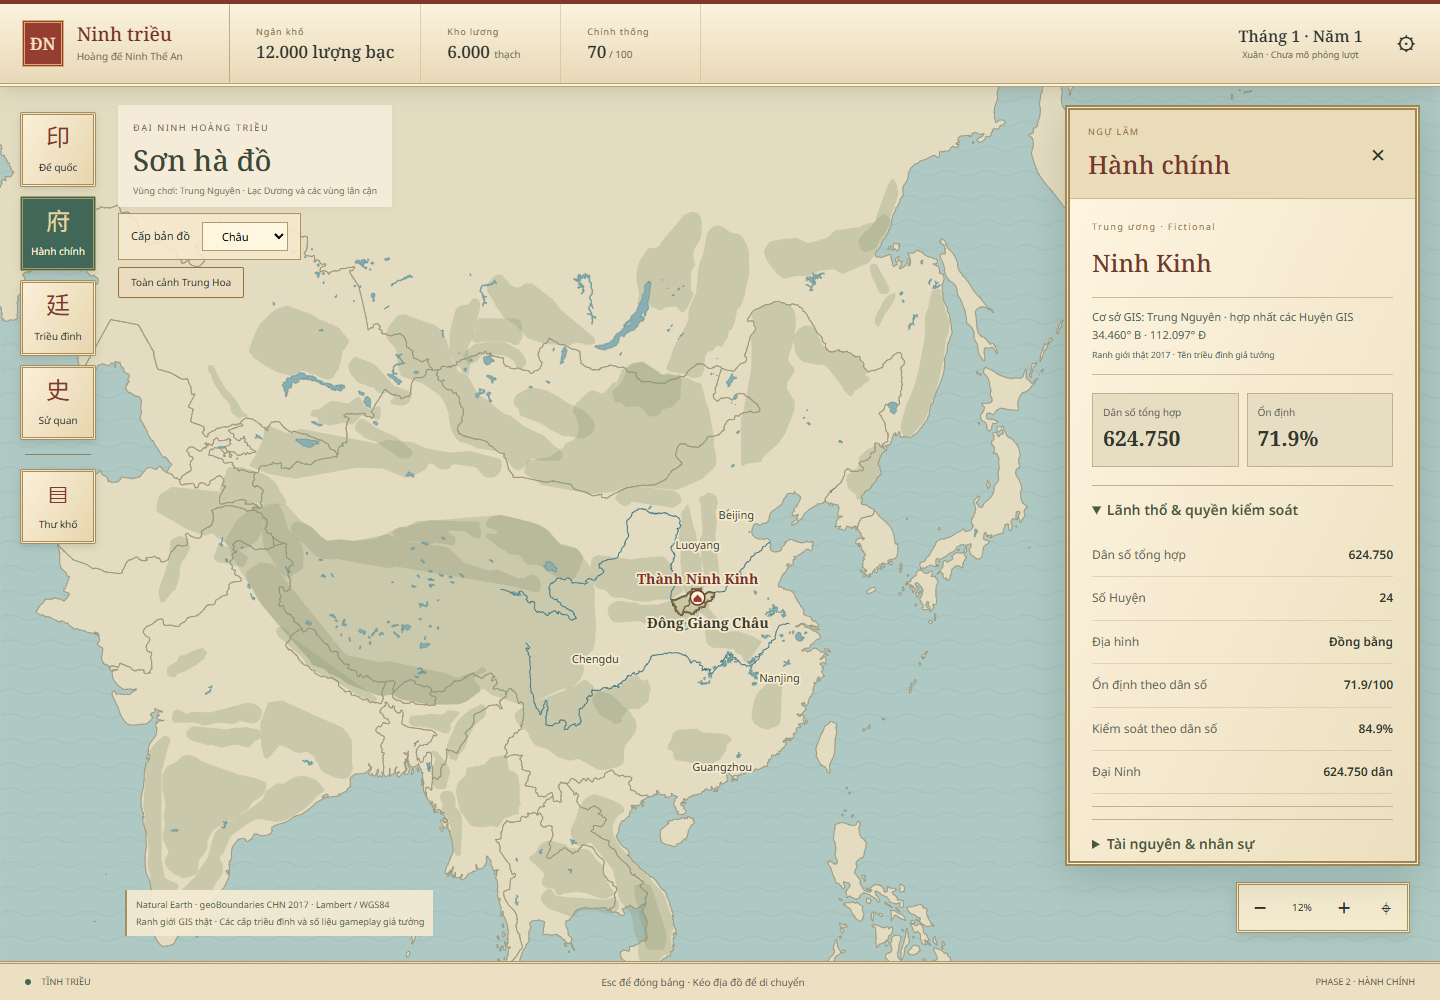 ĐN
Ninh triều
Hoàng đế Ninh Thế An
Ngân khố
12.000 lượng bạc
Kho lương
6.000 thạch
Chính thống
70 / 100
Tháng 1 · Năm 1
Xuân · Chưa mô phỏng lượt
印
Đế quốc
府
Hành chính
廷
Triều đình
史
Sử quan
▤
Thư khố
ĐẠI NINH HOÀNG TRIỀU
Sơn hà đồ
Vùng chơi: Trung Nguyên · Lạc Dương và các vùng lân cận
Cấp bản đồ
Châu
Toàn cảnh Trung Hoa
Beijing
Luoyang
Thành Ninh Kinh
Đông Giang Châu
Chengdu
Nanjing
Guangzhou
NGỰ LÃM
Hành chính
×
Trung ương · Fictional
Ninh Kinh
Cơ sở GIS: Trung Nguyên · hợp nhất các Huyện GIS
34.460° B · 112.097° Đ
Ranh giới thật 2017 · Tên triều đình giả tưởng
Dân số tổng hợp
624.750
Ổn định
71.9%
▼ Lãnh thổ & quyền kiểm soát
Dân số tổng hợp 624.750
Số Huyện 24
Địa hình Đồng bằng
Ổn định theo dân số 71.9/100
Kiểm soát theo dân số 84.9%
Đại Ninh 624.750 dân
▶ Tài nguyên & nhân sự
Natural Earth · geoBoundaries CHN 2017 · Lambert / WGS84
Ranh giới GIS thật · Các cấp triều đình và số liệu gameplay giả tưởng
− 12% + ⌖
TĨNH TRIỀU
Esc để đóng bảng · Kéo địa đồ để di chuyển
PHASE 2 · HÀNH CHÍNH